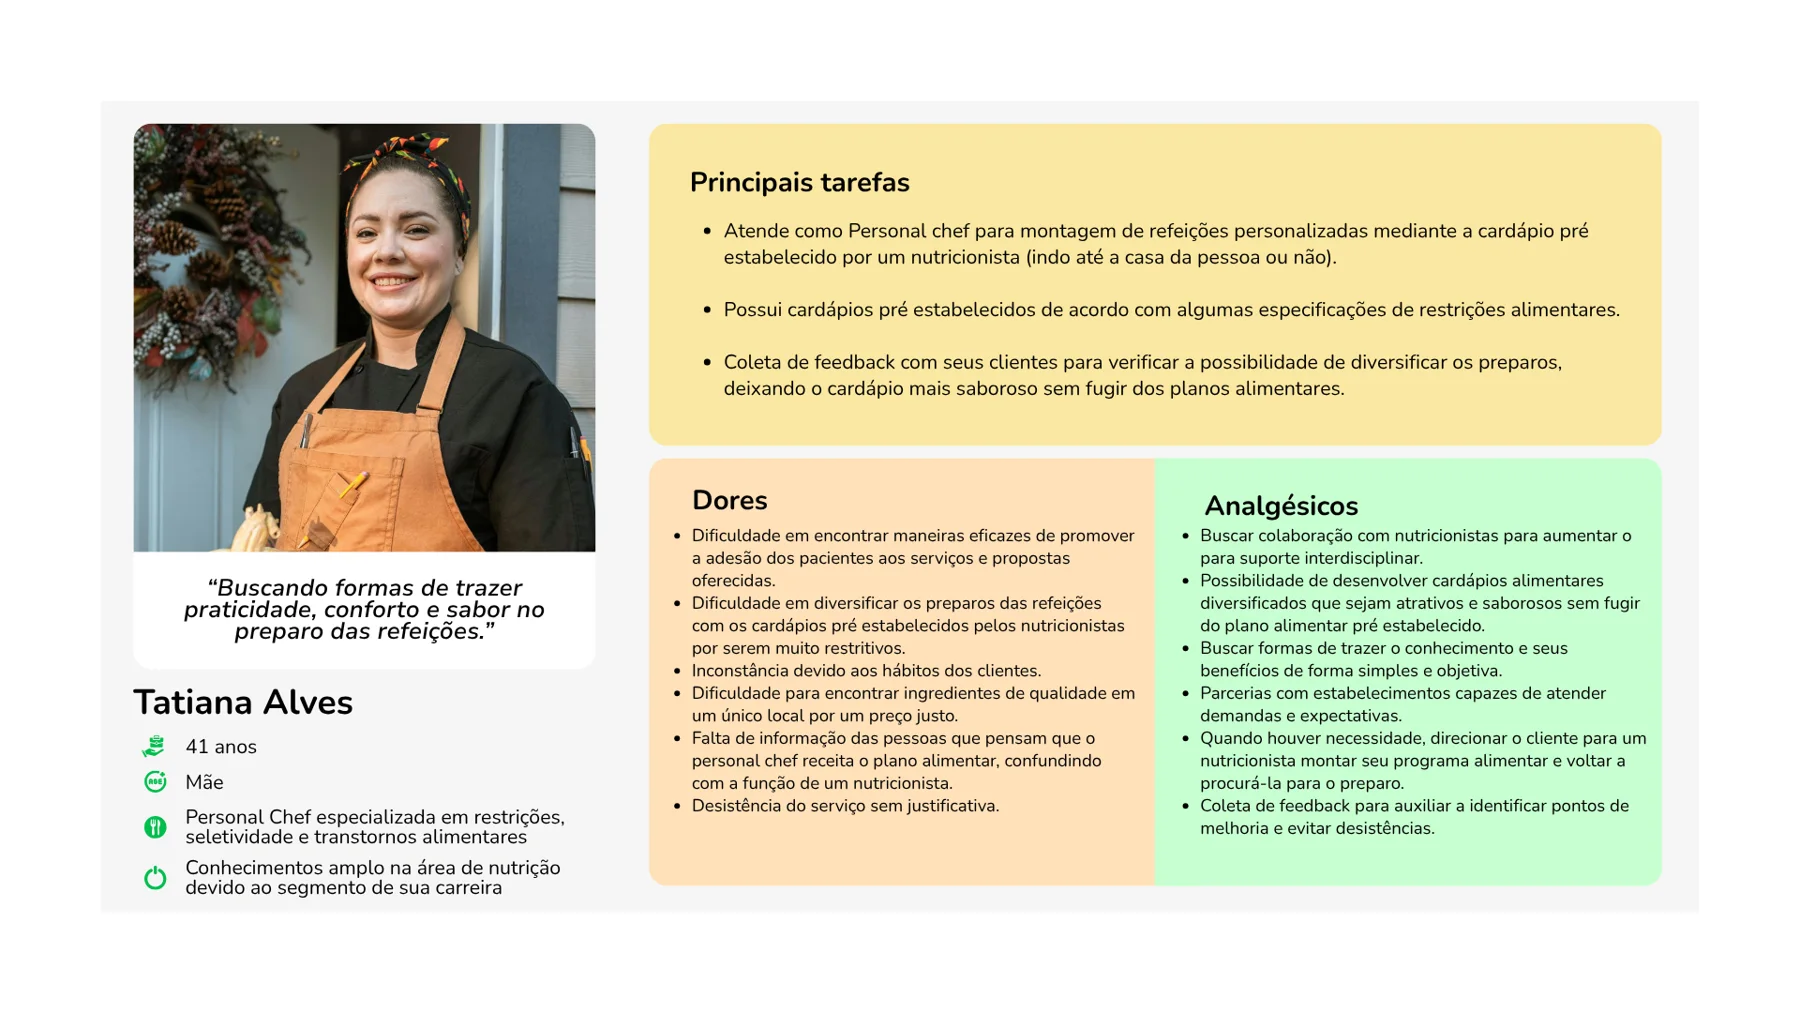 “Buscando formas de trazer
praticidade, conforto e sabor no
preparo das refeições.”
Tatiana Alves
41 anos
Mãe
Personal Chef especializada em restrições,
seletividade e transtornos alimentares
Conhecimentos amplo na área de nutrição
devido ao segmento de sua carreira
Principais tarefas
• Atende como Personal chef para montagem de refeições personalizadas mediante a cardápio pré
estabelecido por um nutricionista (indo até a casa da pessoa ou não).
• Possui cardápios pré estabelecidos de acordo com algumas especificações de restrições alimentares.
• Coleta de feedback com seus clientes para verificar a possibilidade de diversificar os preparos,
deixando o cardápio mais saboroso sem fugir dos planos alimentares.
Dores
• Dificuldade em encontrar maneiras eficazes de promover
a adesão dos pacientes aos serviços e propostas
oferecidas.
• Dificuldade em diversificar os preparos das refeições
com os cardápios pré estabelecidos pelos nutricionistas
por serem muito restritivos.
• Inconstância devido aos hábitos dos clientes.
• Dificuldade para encontrar ingredientes de qualidade em
um único local por um preço justo.
• Falta de informação das pessoas que pensam que o
personal chef receita o plano alimentar, confundindo
com a função de um nutricionista.
• Desistência do serviço sem justificativa.
Analgésicos
• Buscar colaboração com nutricionistas para aumentar o
para suporte interdisciplinar.
• Possibilidade de desenvolver cardápios alimentares
diversificados que sejam atrativos e saborosos sem fugir
do plano alimentar pré estabelecido.
• Buscar formas de trazer o conhecimento e seus
benefícios de forma simples e objetiva.
• Parcerias com estabelecimentos capazes de atender
demandas e expectativas.
• Quando houver necessidade, direcionar o cliente para um
nutricionista montar seu programa alimentar e voltar a
procurá-la para o preparo.
• Coleta de feedback para auxiliar a identificar pontos de
melhoria e evitar desistências.